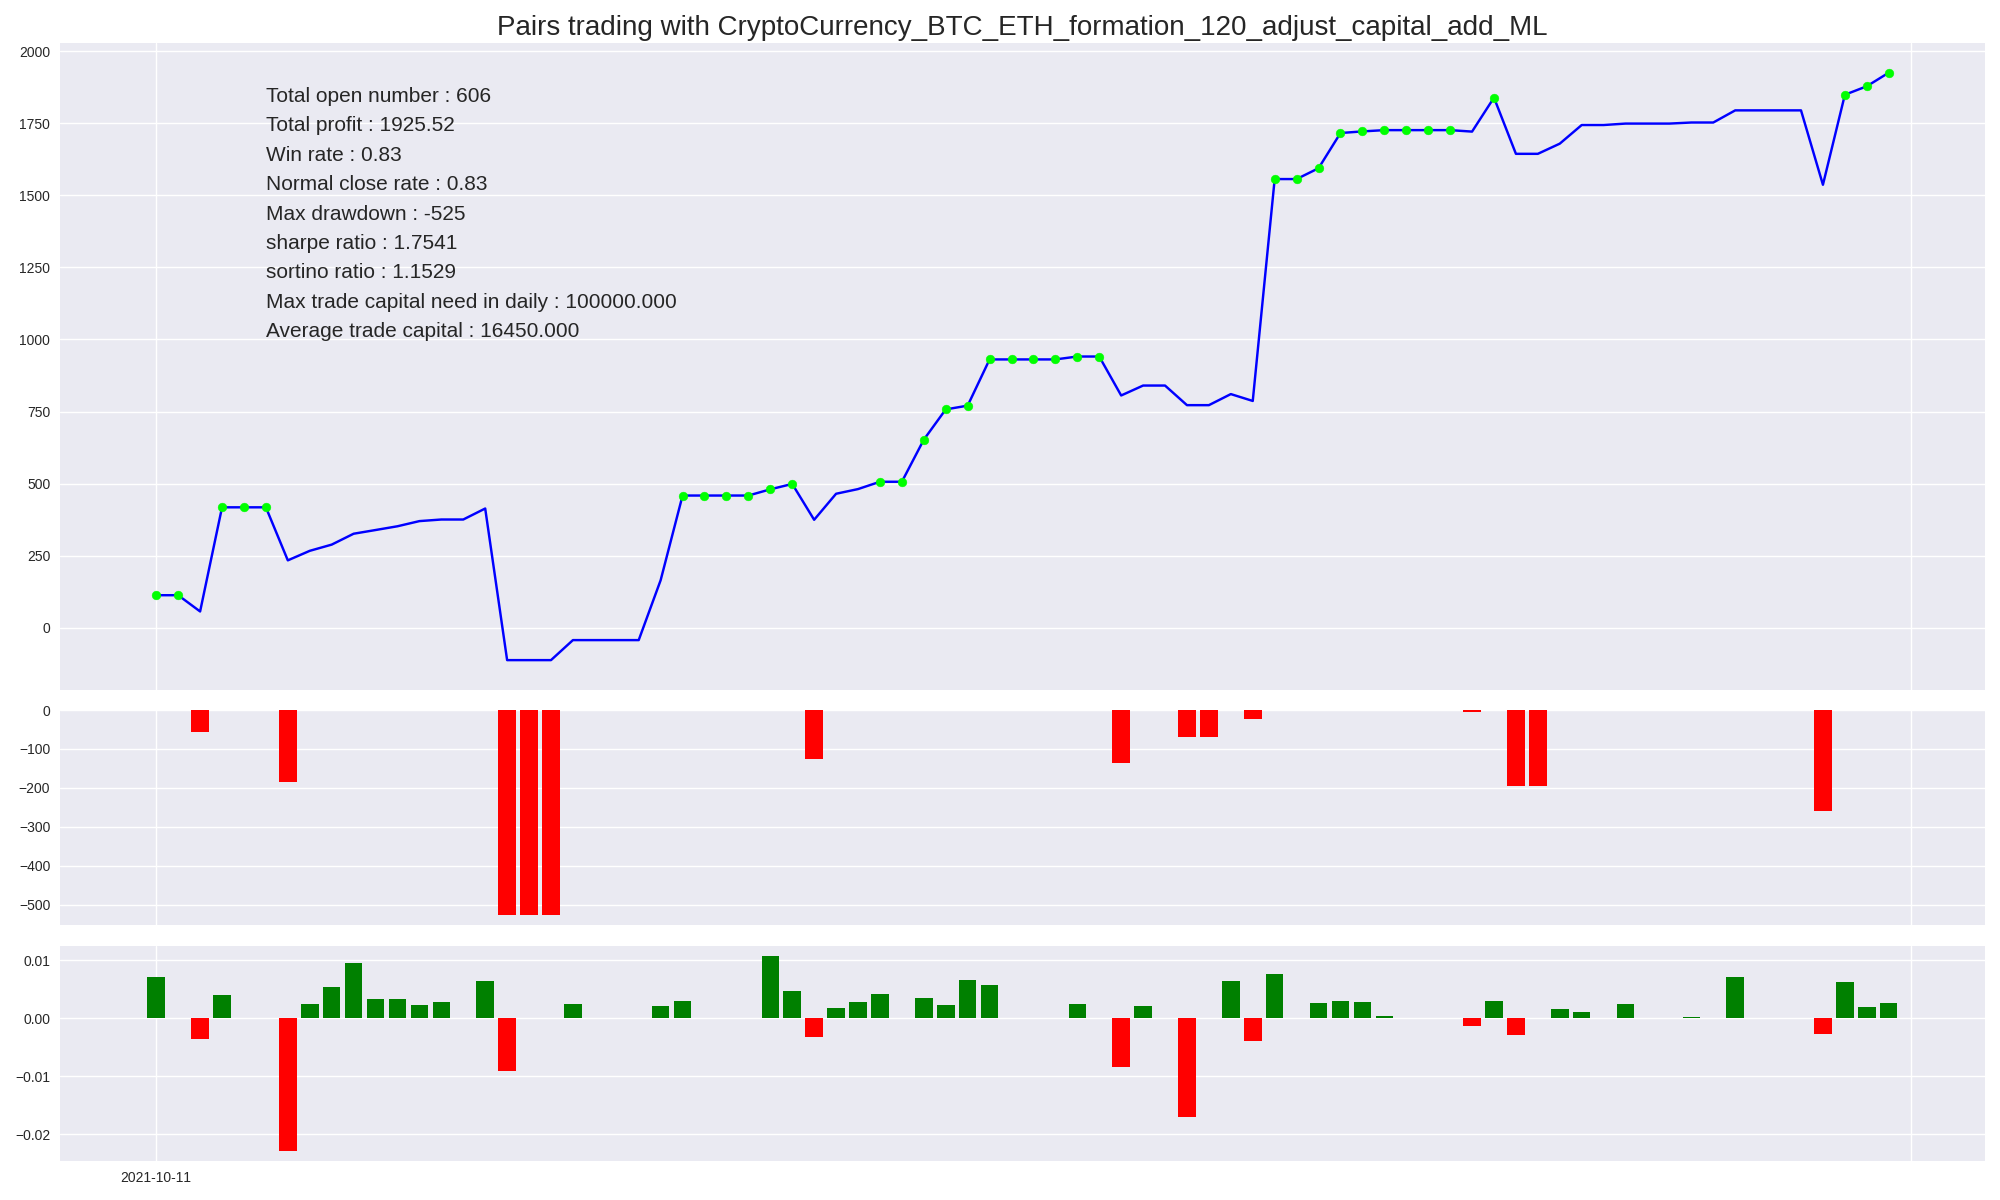 Pairs trading with CryptoCurrency_BTC_ETH_formation_120_adjust_capital_add_ML
2000
1750
1500
1250
1000
750
500
250
0
Total open number : 606
Total profit : 1925.52
Win rate : 0.83
Normal close rate : 0.83
Max drawdown : -525
sharpe ratio : 1.7541
sortino ratio : 1.1529
Max trade capital need in daily : 100000.000
Average trade capital : 16450.000
0
−100
−200
−300
−400
−500
0.01
0.00
−0.01
−0.02
2021-10-11